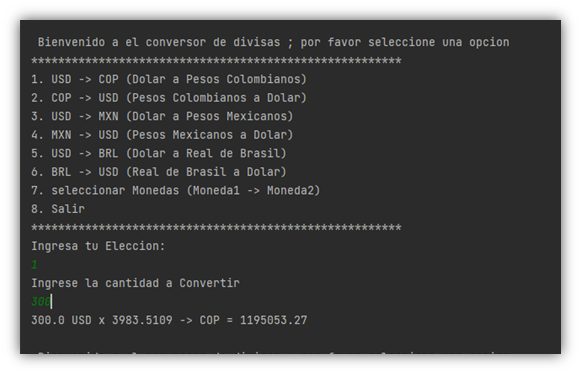 Bienvenido a el conversor de divisas ; por favor seleccione una opcion
*******************************************************
1. USD -> COP (Dolar a Pesos Colombianos)
2. COP -> USD (Pesos Colombianos a Dolar)
3. USD -> MXN (Dolar a Pesos Mexicanos)
4. MXN -> USD (Pesos Mexicanos a Dolar)
5. USD -> BRL (Dolar a Real de Brasil)
6. BRL -> USD (Real de Brasil a Dolar)
7. seleccionar Monedas (Moneda1 -> Moneda2)
8. Salir
*******************************************************
Ingresa tu Eleccion:
1
Ingrese la cantidad a Convertir
300
300.0 USD x 3983.5109 -> COP = 1195053.27